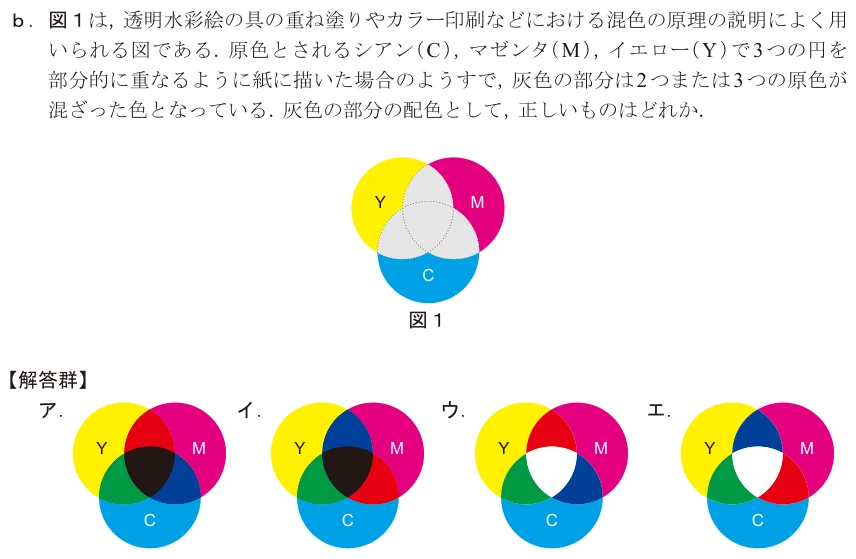 b. 図1は，透明水彩絵の具の重ね塗りやカラー印刷などにおける混色の原理の説明によく用
いられる図である．原色とされるシアン(C)，マゼンタ(M)，イエロー(Y)で3つの円を
部分的に重なるように紙に描いた場合のようすで，灰色の部分は2つまたは3つの原色が
混ざった色となっている．灰色の部分の配色として，正しいものはどれか．
Y M
C
図1
【解答群】
ア． イ． ウ． エ．
Y M Y M Y M Y M
C C C C